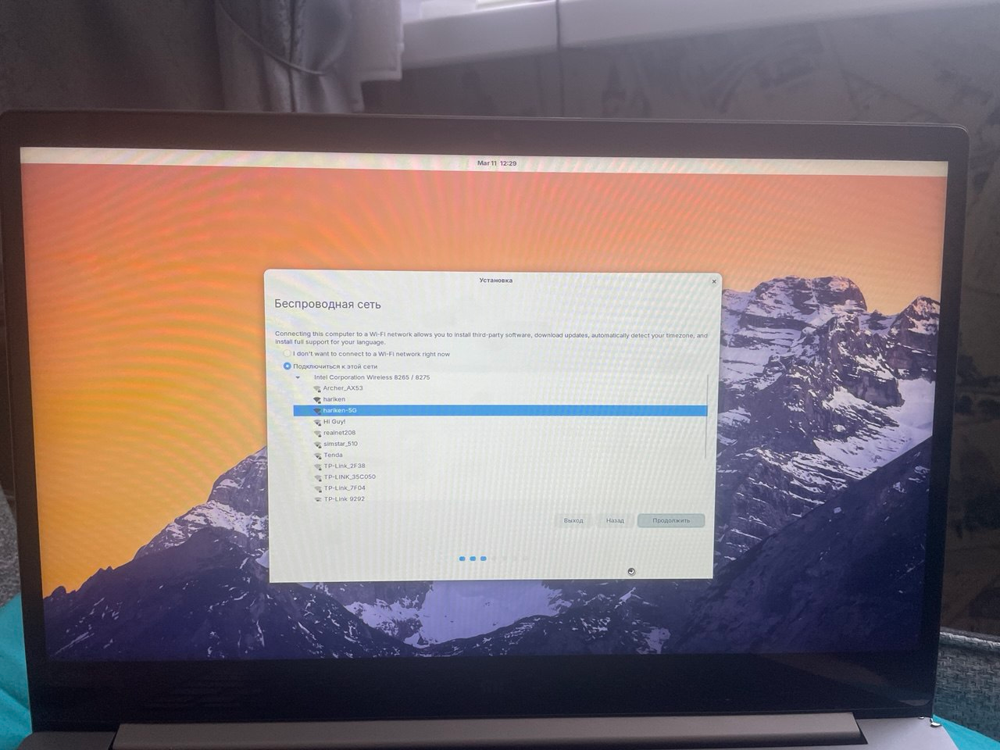 Mar 11 12:29
Установка
Беспроводная сеть
Connecting this computer to a Wi-Fi network allows you to install third-party software, download updates, automatically detect your timezone, and
install full support for your language.
I don't want to connect to a Wi-Fi network right now
Подключиться к этой сети
Intel Corporation Wireless 8265 / 8275
Archer_AX53
hariken
hariken-5G
Hi Guy!
realnet208
simstar_510
Tenda
TP-Link_2F38
TP-LINK_35C050
TP-Link_7F04
TP-Link 9292
Выход
Назад
Продолжить